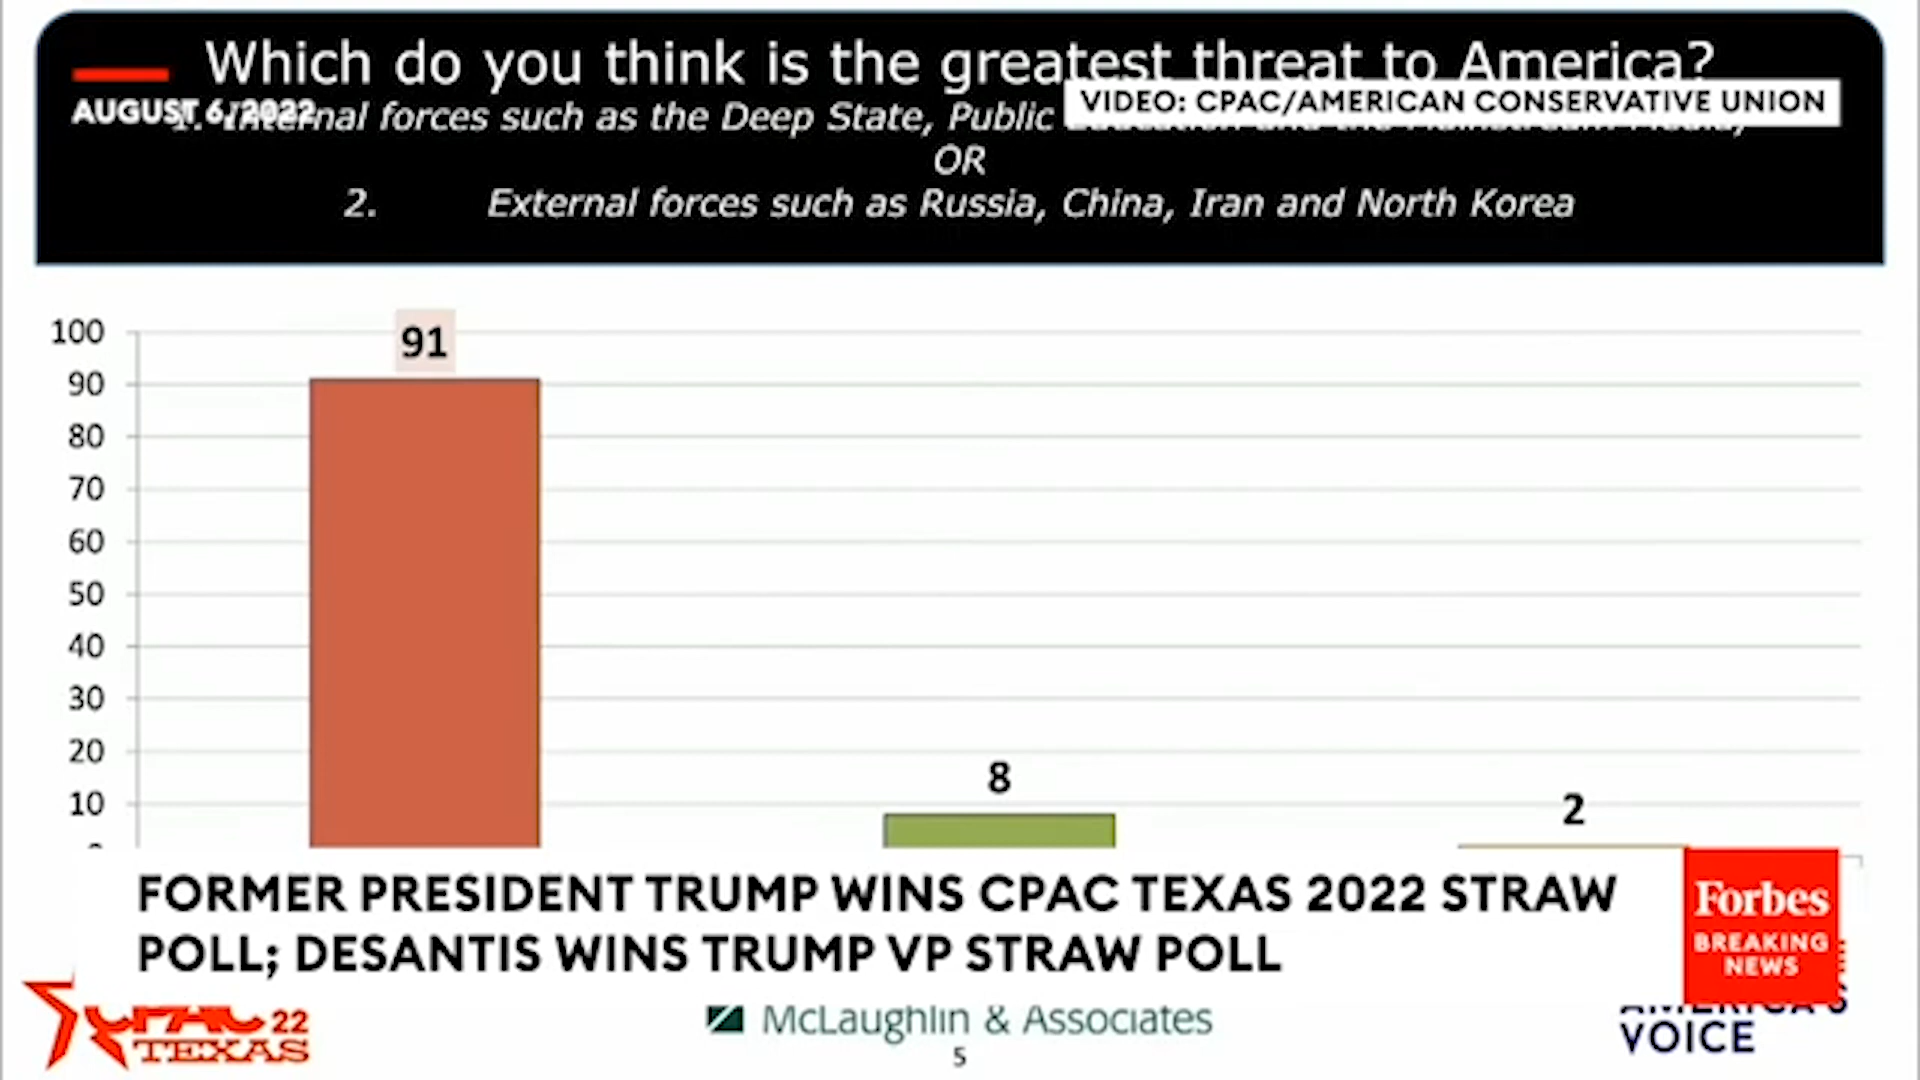 Which do you think is the greatest threat to America?
AUGUST 6, 2022
VIDEO: CPAC/AMERICAN CONSERVATIVE UNION
1. Internal forces such as the Deep State, Public
OR
2. External forces such as Russia, China, Iran and North Korea
100
91
90
80
70
60
50
40
30
20
8
10
2
FORMER PRESIDENT TRUMP WINS CPAC TEXAS 2022 STRAW
POLL; DESANTIS WINS TRUMP VP STRAW POLL
Forbes
BREAKING
NEWS
CPAC 22
TEXAS
McLaughlin & Associates
AMERICA'S
VOICE
5